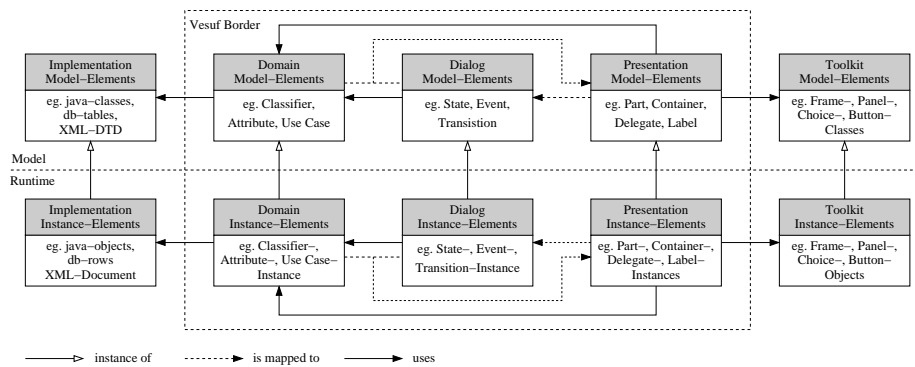 Vesuf Border
Implementation
Model–Elements
eg. java–classes,
db–tables,
XML–DTD
Domain
Model–Elements
eg. Classifier,
Attribute, Use Case
Dialog
Model–Elements
eg. State, Event,
Transistion
Presentation
Model–Elements
eg. Part, Container,
Delegate, Label
Toolkit
Model–Elements
eg. Frame–, Panel–,
Choice–, Button–
Classes
Model
Runtime
Implementation
Instance–Elements
eg. java–objects,
db–rows
XML–Document
Domain
Instance–Elements
eg. Classifier–,
Attribute–, Use Case–
Instance
Dialog
Instance–Elements
eg. State–, Event–,
Transition–Instance
Presentation
Instance–Elements
eg. Part–, Container–,
Delegate–, Label–
Instances
Toolkit
Instance–Elements
eg. Frame–, Panel–,
Choice–, Button–
Objects
instance of
is mapped to
uses